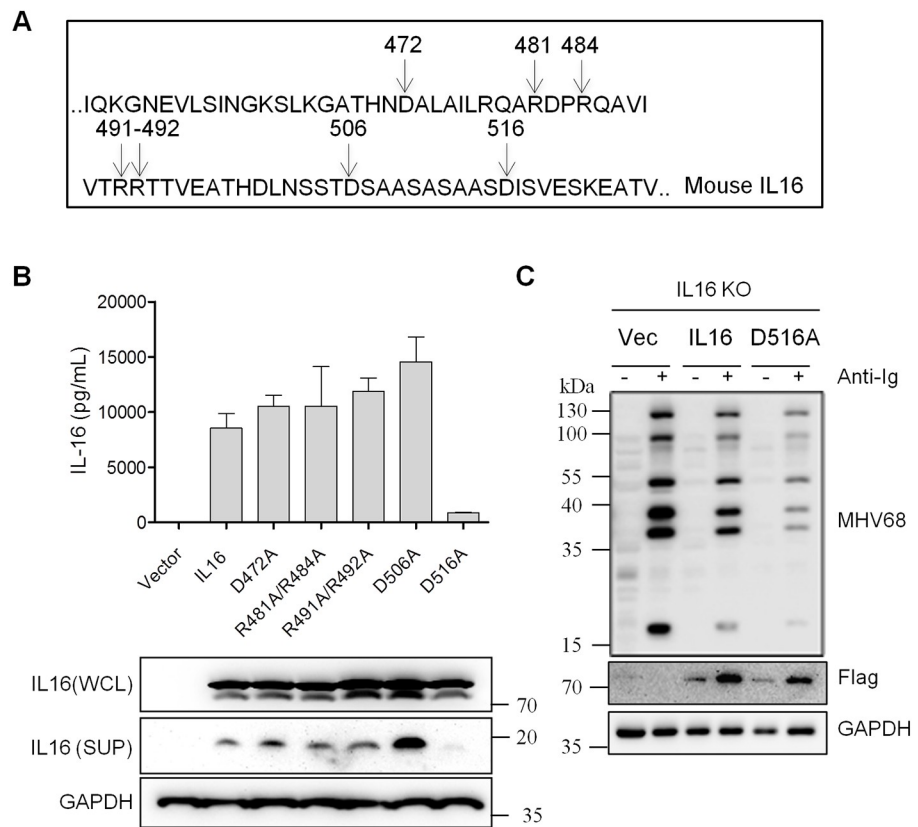 A
472 481 484
..IQKGNEVLSINGKSLKGATHNDALAILRQARDPRQAVI
491-492 506 516
VTRRTTVEATHDLNSSTDSAASASAASDISVESKEATV.. Mouse IL16
B
20000
15000
10000
5000
0
IL-16 (pg/mL)
Vector IL16 D472A R481A/R484A R491A/R492A D506A D516A
IL16(WCL)
70
IL16 (SUP)
20
GAPDH
35
C
IL16 KO
Vec IL16 D516A
- + - + - + Anti-Ig
kDa
130
100
55
40
35
15
MHV68
70
Flag
35
GAPDH